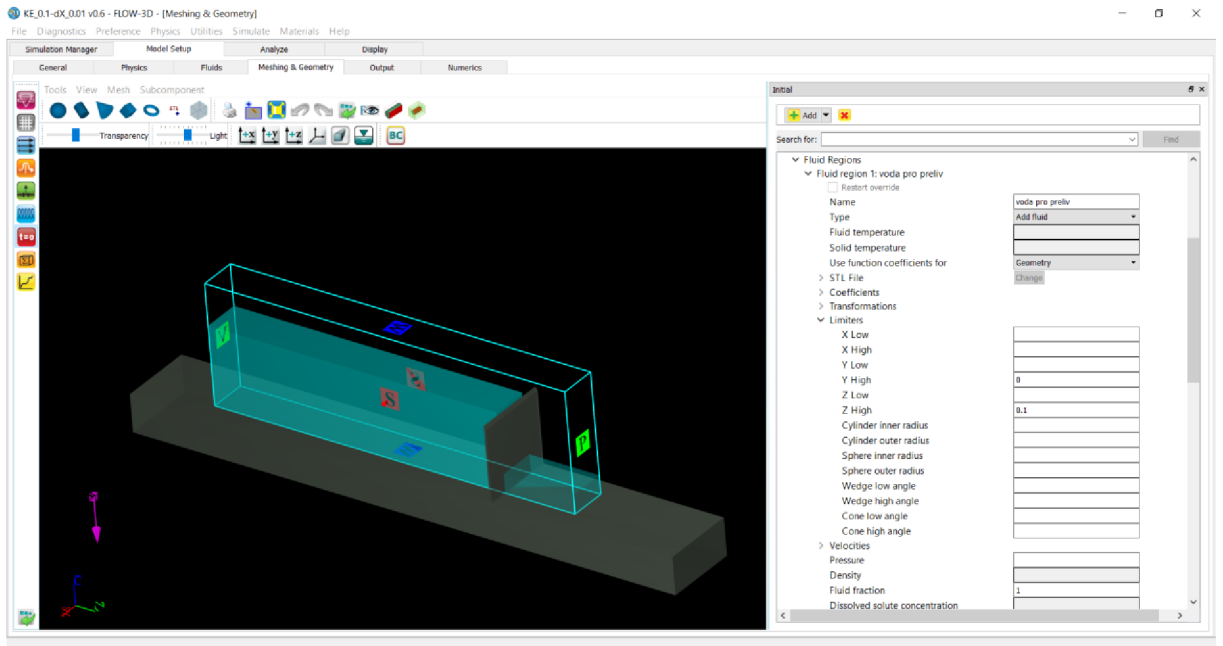 KE_0.1-dX_0.01 v0.6 - FLOW-3D - [Meshing & Geometry]
File Diagnostics Preference Physics Utilities Simulate Materials Help
Simulation Manager Model Setup Analyze Display
General Physics Fluids Meshing & Geometry Output Numerics
Tools View Mesh Subcomponent
Transparency Light +x +y +z BC
t=0
V
S
P
Initial
Add
Search for: Find
Fluid Regions
Fluid region 1: voda pro preliv
Restart override
Name voda pro preliv
Type Add fluid
Fluid temperature
Solid temperature
Use function coefficients for Geometry
STL File Change
Coefficients
Transformations
Limiters
X Low
X High
Y Low
Y High 0
Z Low
Z High 0.1
Cylinder inner radius
Cylinder outer radius
Sphere inner radius
Sphere outer radius
Wedge low angle
Wedge high angle
Cone low angle
Cone high angle
Velocities
Pressure
Density
Fluid fraction 1
Dissolved solute concentration